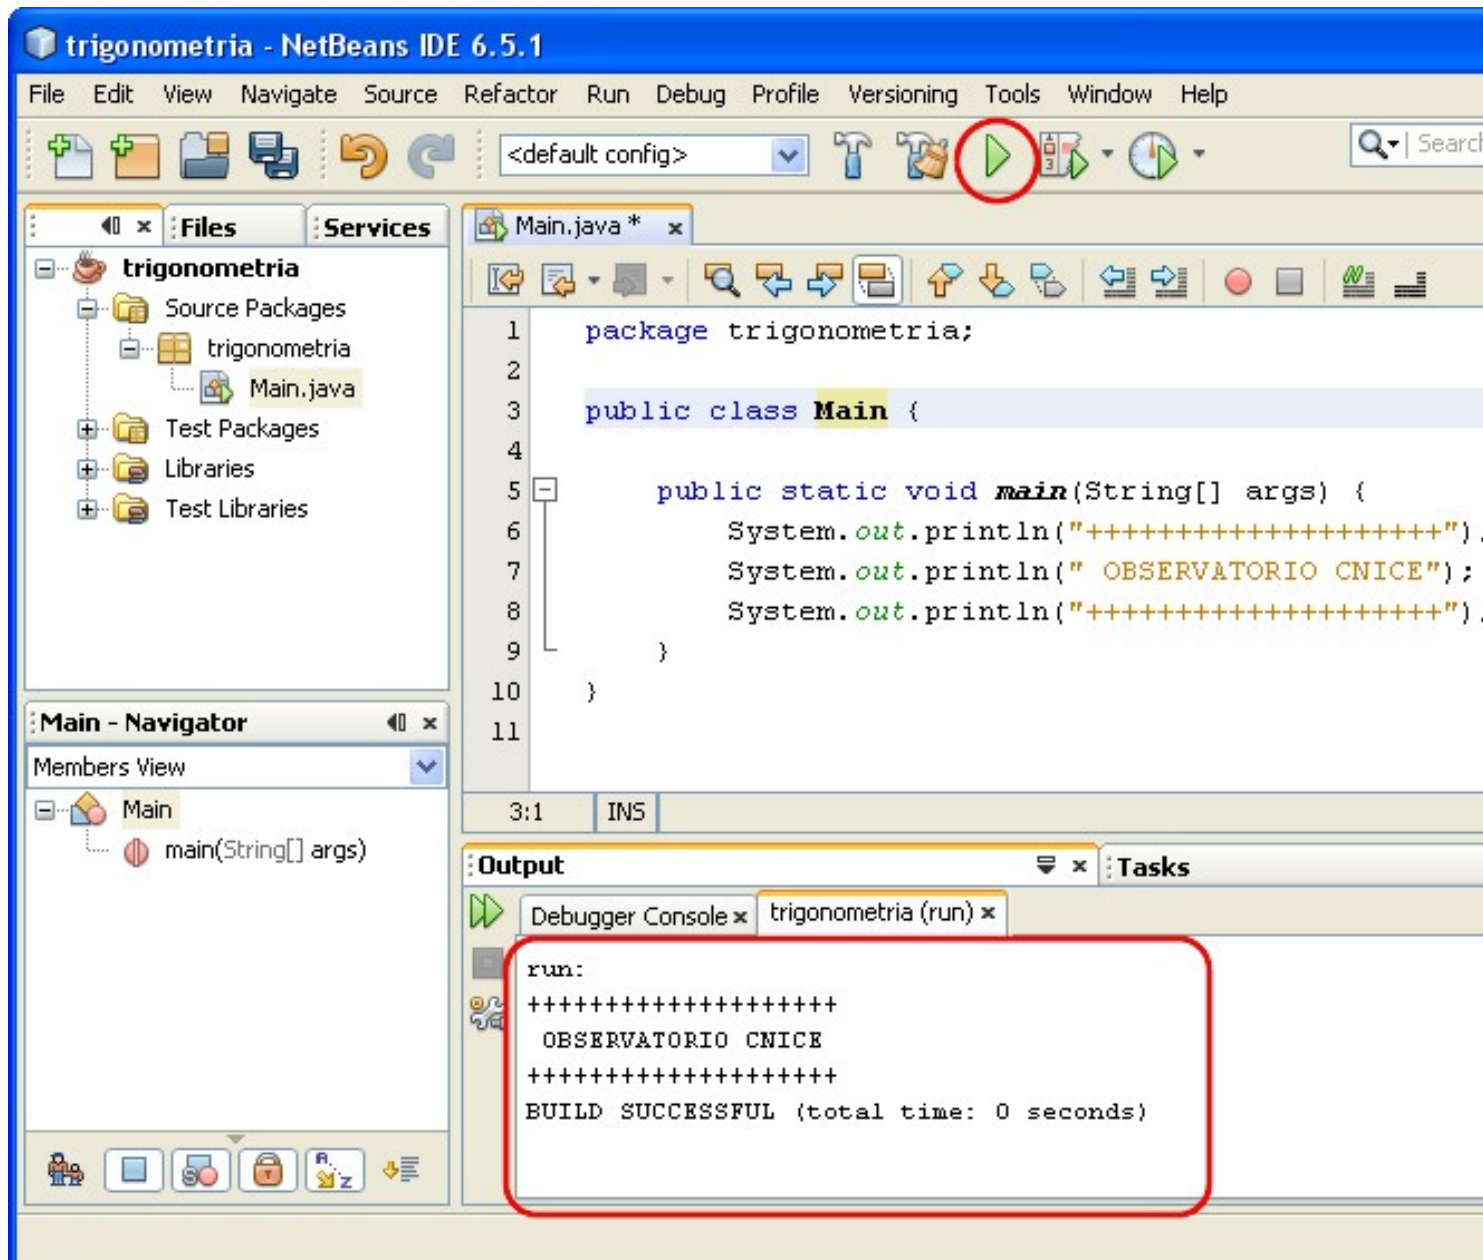 trigonometria - NetBeans IDE 6.5.1
File Edit View Navigate Source Refactor Run Debug Profile Versioning Tools Window Help
<default config>
Search
Files Services
trigonometria
Source Packages
trigonometria
Main.java
Test Packages
Libraries
Test Libraries
Main.java *
1 package trigonometria;
2
3 public class Main {
4
5 public static void main(String[] args) {
6 System.out.println("++++++++++++++++++++")
7 System.out.println(" OBSERVATORIO CNICE");
8 System.out.println("++++++++++++++++++++")
9 }
10 }
11
3:1 INS
Main - Navigator
Members View
Main
main(String[] args)
Output Tasks
Debugger Console trigonometria (run)
run:
++++++++++++++++++++
OBSERVATORIO CNICE
++++++++++++++++++++
BUILD SUCCESSFUL (total time: 0 seconds)